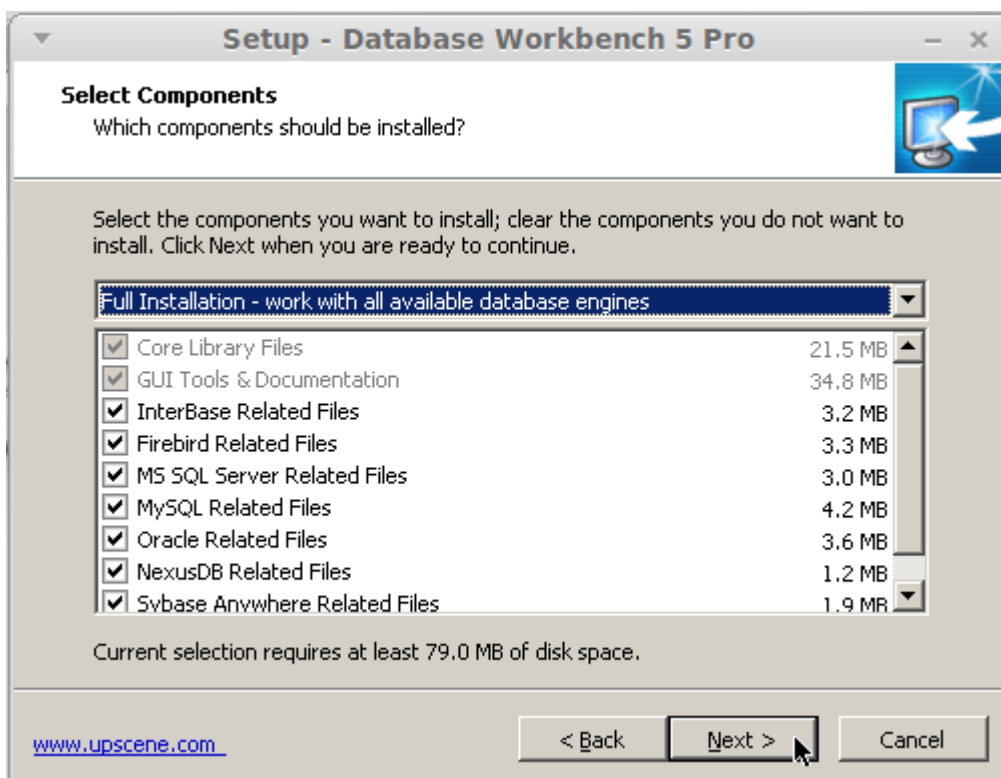 Setup - Database Workbench 5 Pro
Select Components
Which components should be installed?
Select the components you want to install; clear the components you do not want to
install. Click Next when you are ready to continue.
Full Installation - work with all available database engines
Core Library Files 21.5 MB
GUI Tools & Documentation 34.8 MB
InterBase Related Files 3.2 MB
Firebird Related Files 3.3 MB
MS SQL Server Related Files 3.0 MB
MySQL Related Files 4.2 MB
Oracle Related Files 3.6 MB
NexusDB Related Files 1.2 MB
Sybase Anywhere Related Files 1.9 MB
Current selection requires at least 79.0 MB of disk space.
www.upscene.com < Back Next > Cancel